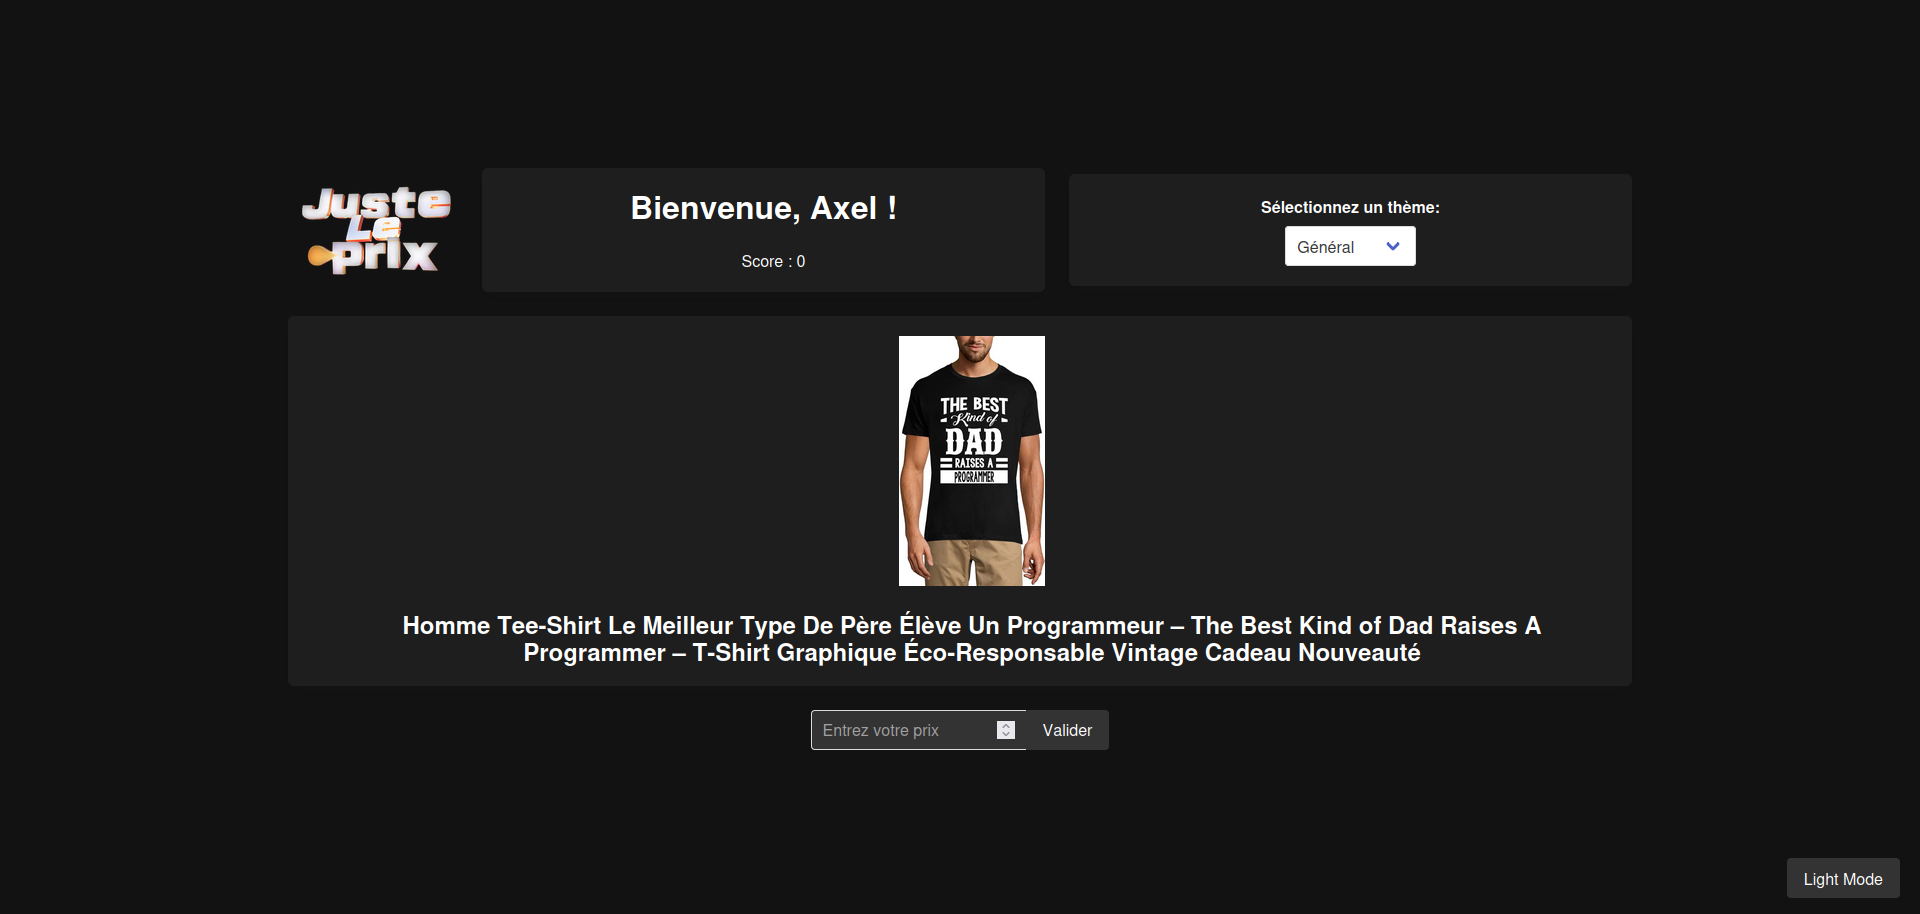 Juste
Le
prix
Bienvenue, Axel !
Score : 0
Sélectionnez un thème:
Général
THE BEST
Kind of
DAD
RAISES A
PROGRAMMER
Homme Tee-Shirt Le Meilleur Type De Père Élève Un Programmeur – The Best Kind of Dad Raises A
Programmer – T-Shirt Graphique Éco-Responsable Vintage Cadeau Nouveauté
Entrez votre prix
Valider
Light Mode